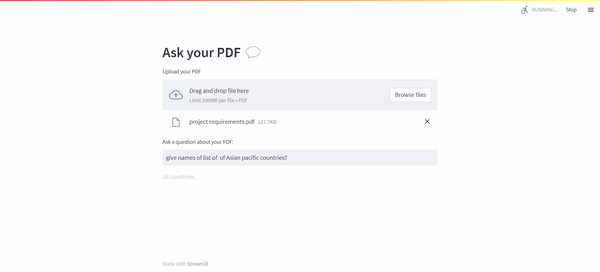 RUNNING... Stop
Ask your PDF
Upload your PDF
Drag and drop file here
Limit 200MB per file • PDF
Browse files
project requirements.pdf 127.7KB
Ask a question about your PDF:
give names of list of of Asian pacific countries?
18 countries.
Made with Streamlit